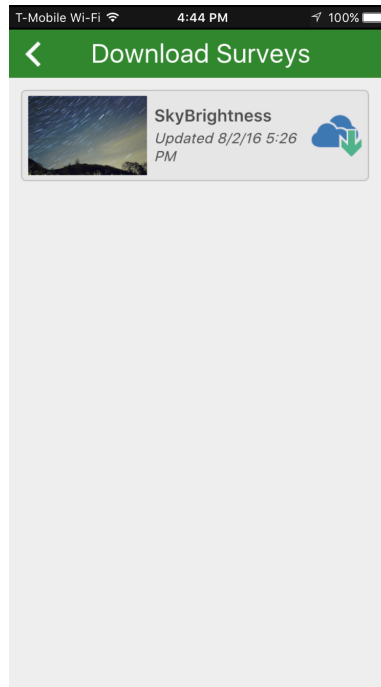 T-Mobile Wi-Fi 4:44 PM 100%
Download Surveys
SkyBrightness
Updated 8/2/16 5:26
PM